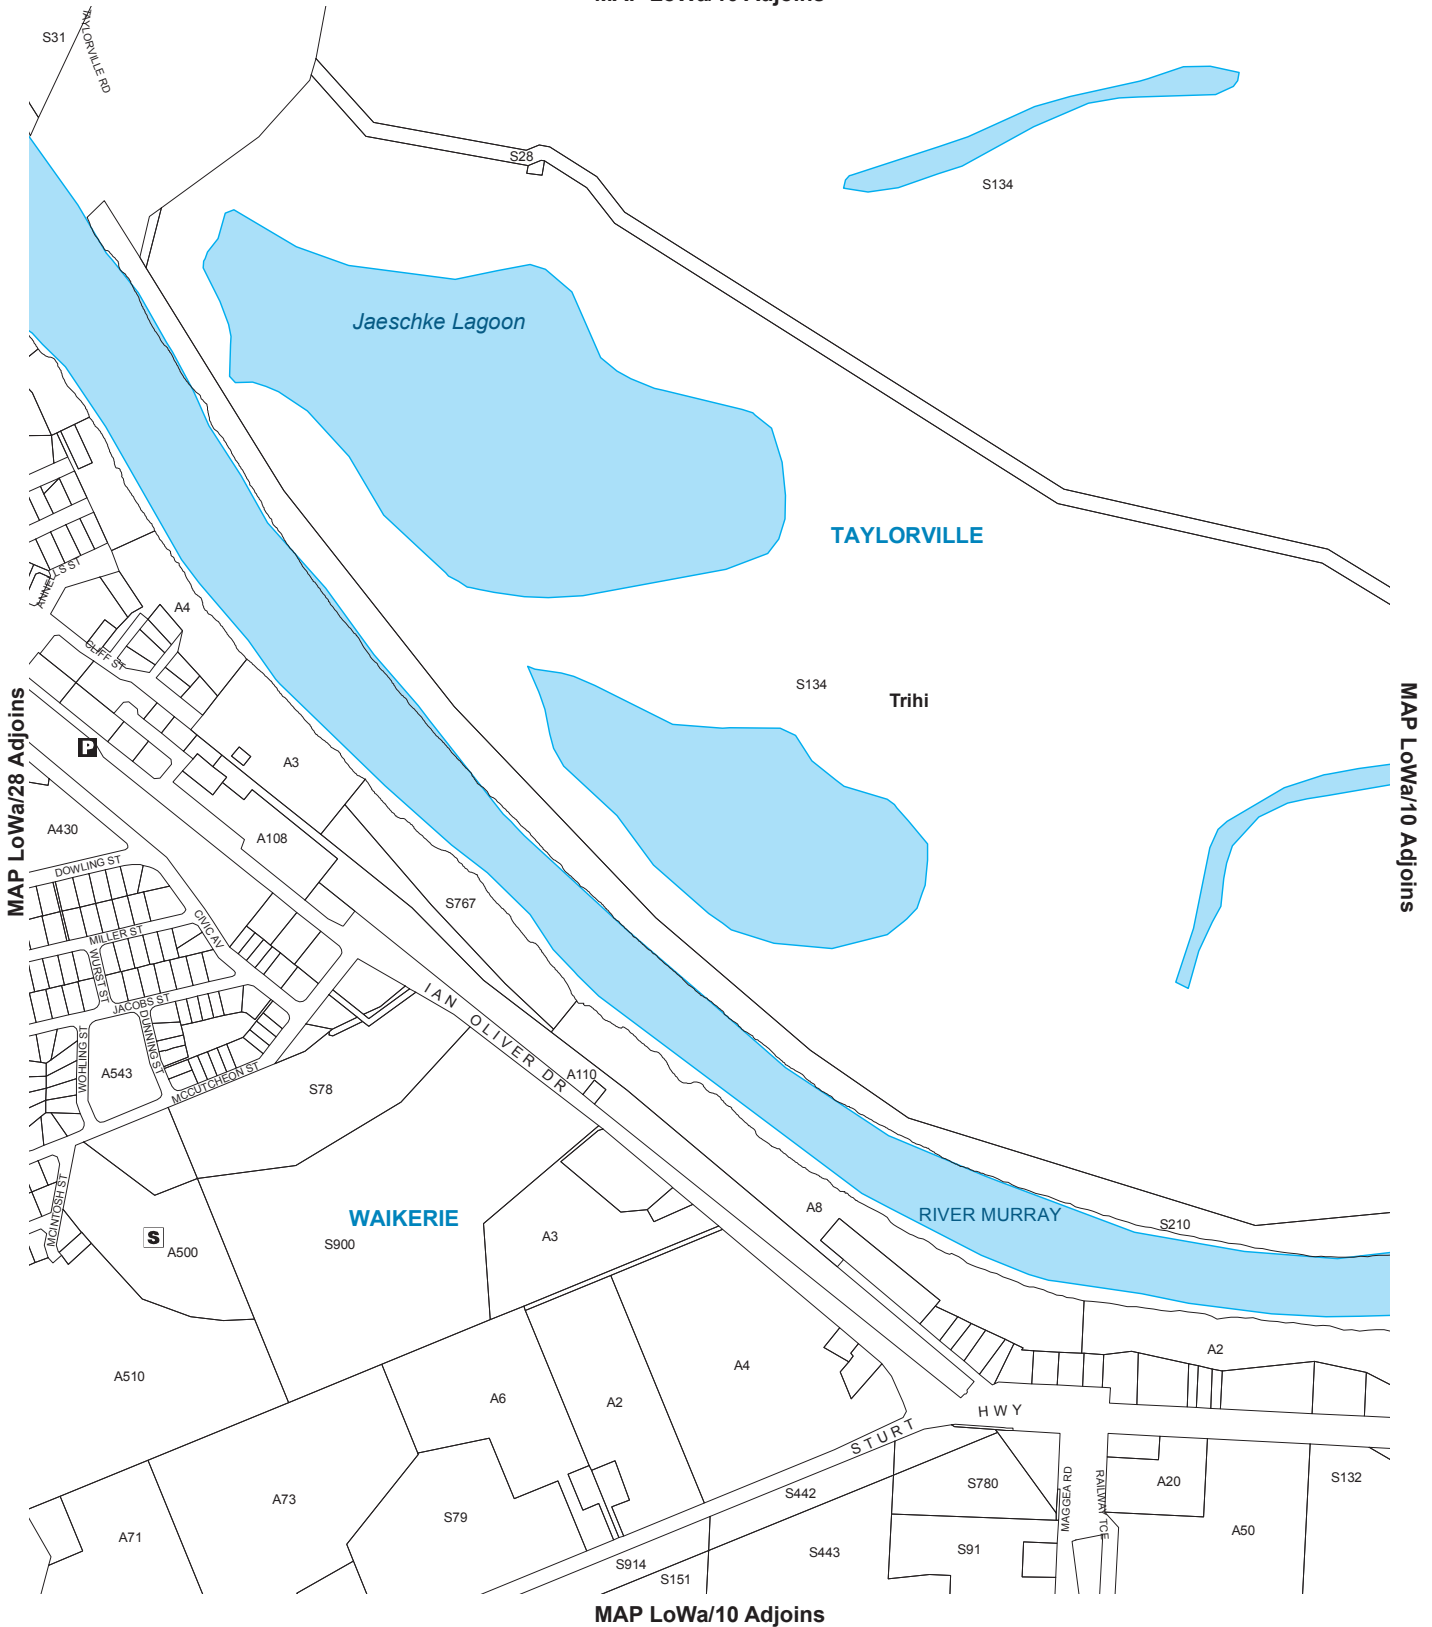 S31
TAYLORVILLE RD
S28
S134
Jaeschke Lagoon
TAYLORVILLE
ANNELLS ST
A4
CLIFF ST
S134
Trihi
MAP LoWa/28 Adjoins
MAP LoWa/10 Adjoins
P
A3
A430
A108
DOWLING ST
S767
CIVIC AV
MILLER ST
WURST ST
JACOBS ST
IAN OLIVER DR
DUNNING ST
WOHLING ST
A543
A110
MCCUTCHEON ST
S78
MCINTOSH ST
A8
RIVER MURRAY
WAIKERIE
S210
S
A500
S900
A3
A2
A510
A4
A6
A2
STURT HWY
A73
S780
MAGGEA RD
RAILWAY TCE
A20
S132
S442
S79
A71
A50
S443
S91
S914
S151
MAP LoWa/10 Adjoins